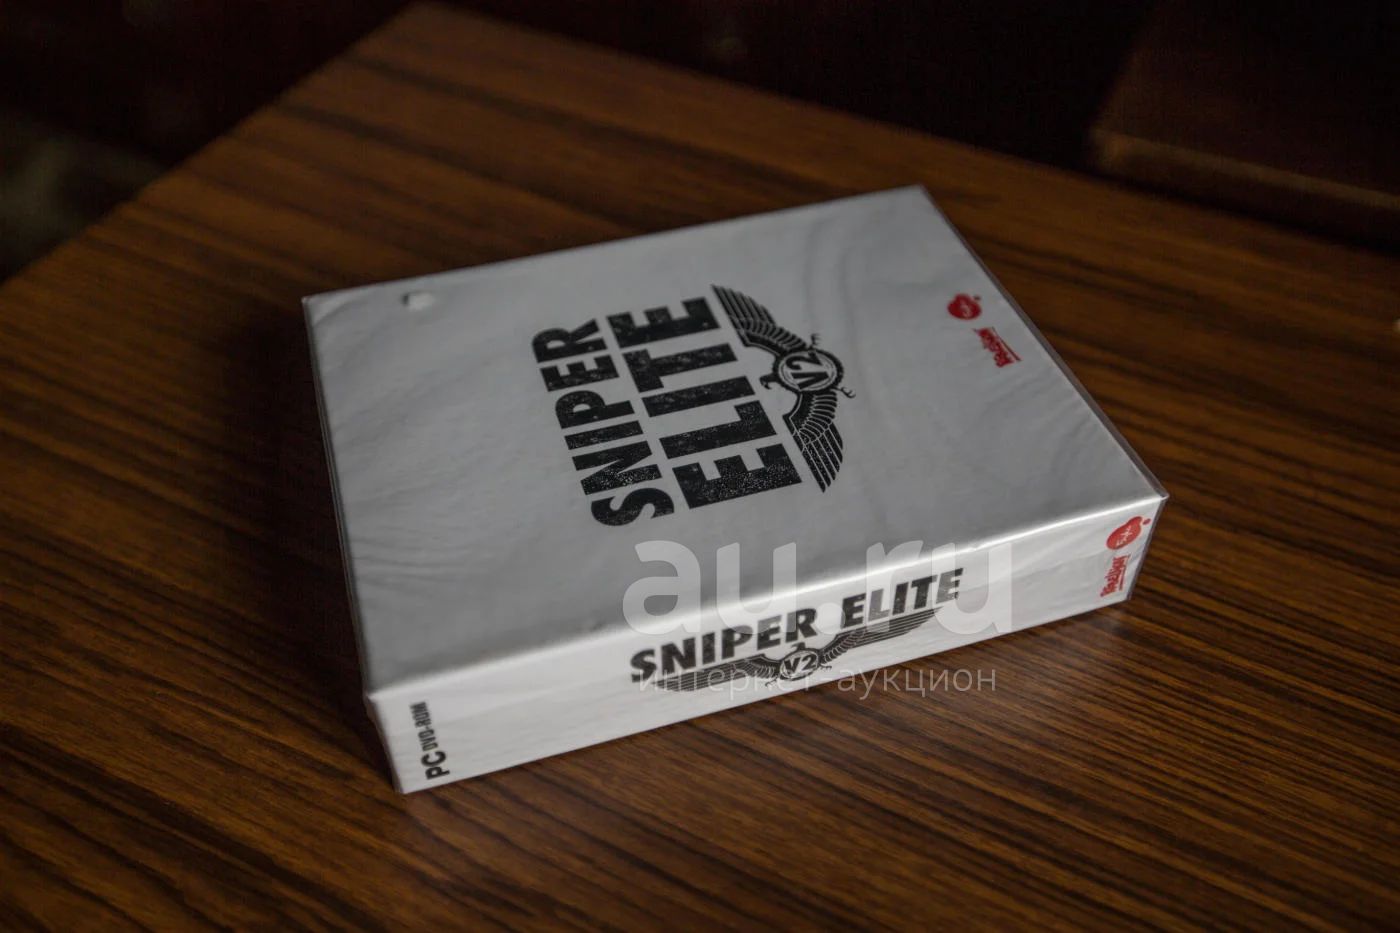 SNIPER
ELITE
V2
au.ru
SNIPER ELITE
V2
интернет-аукцион
PC DVD-ROM